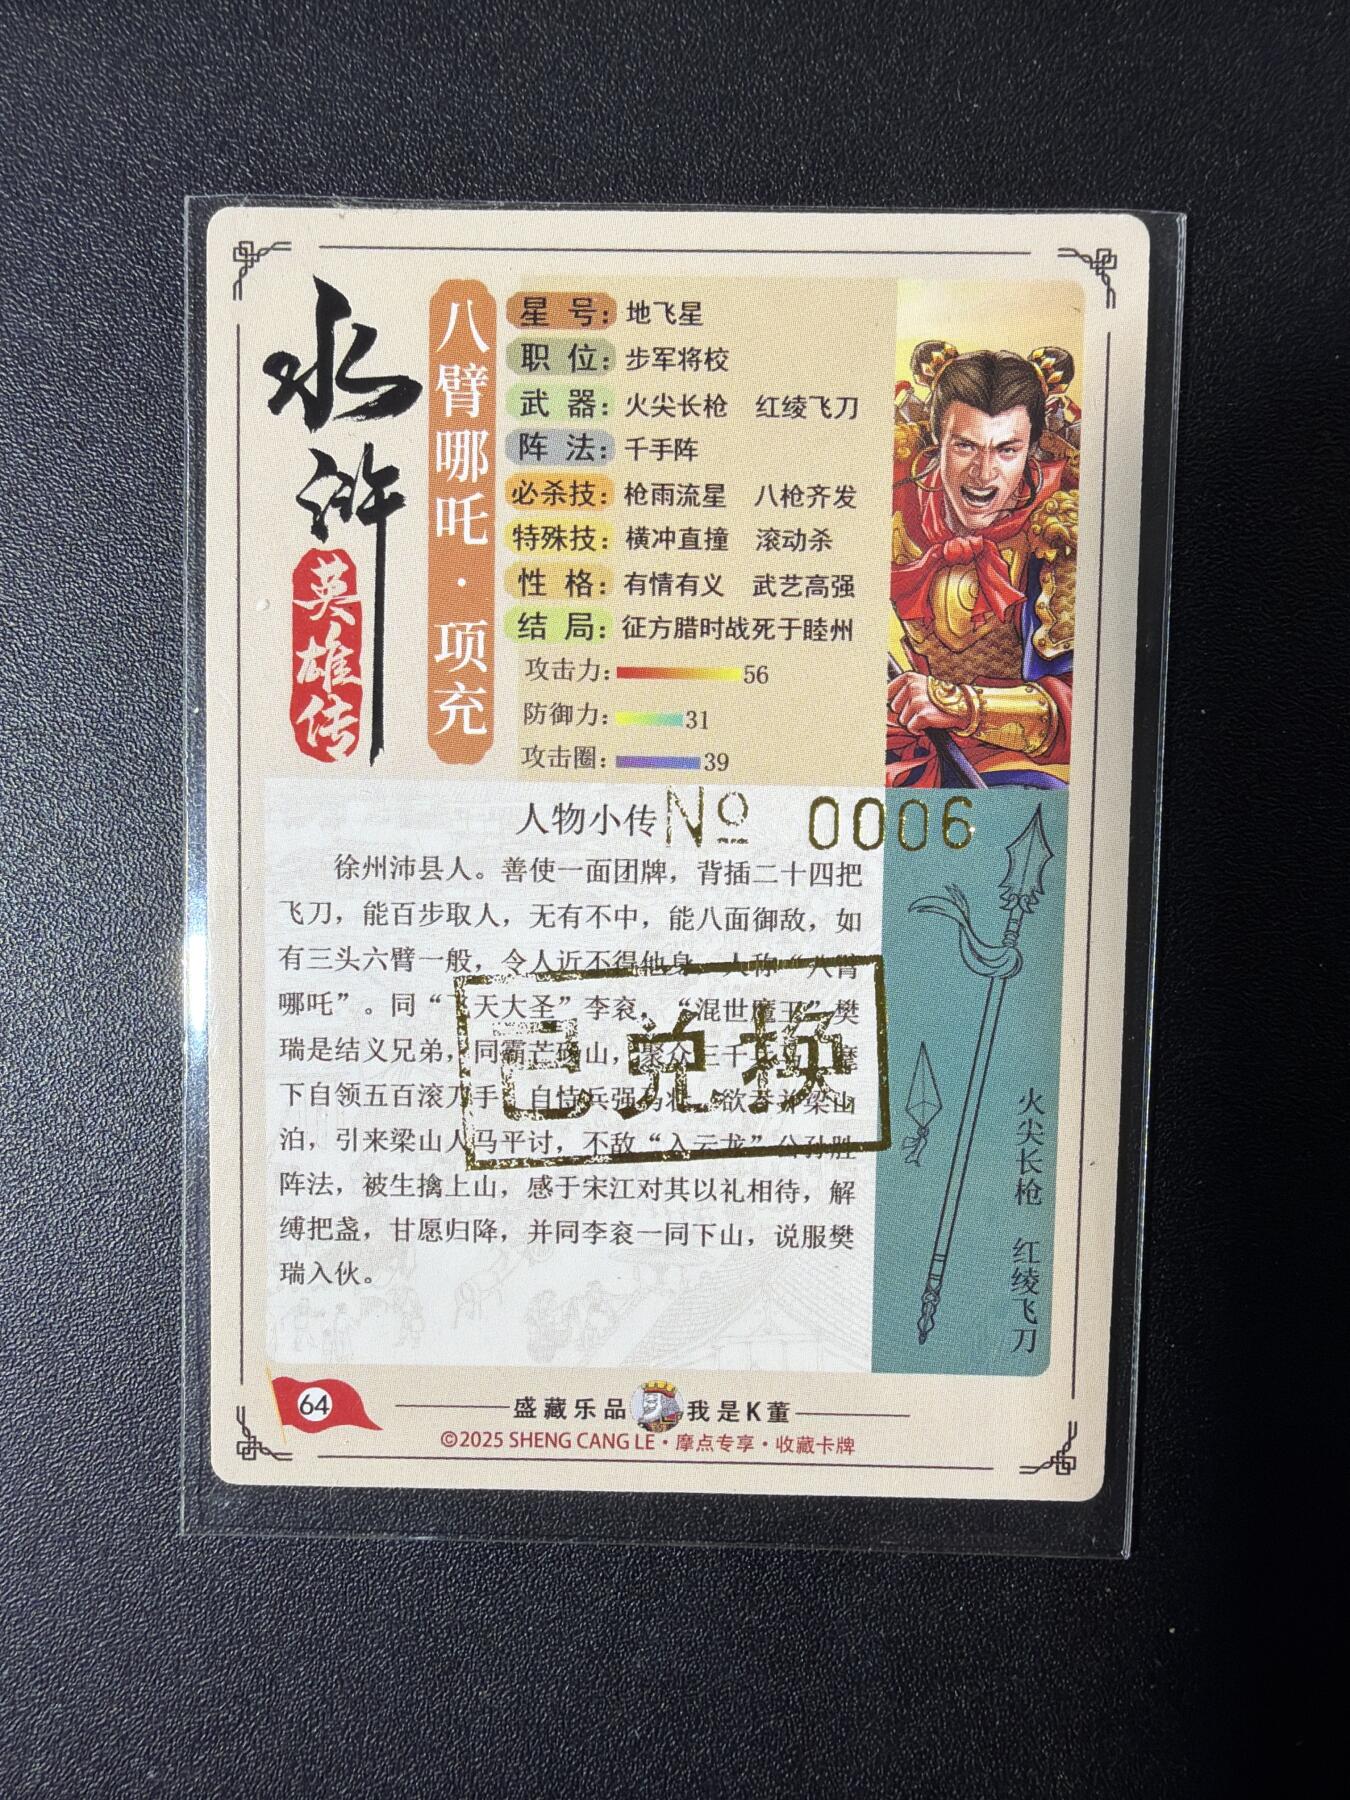 水浒
英雄传
八臂哪吒·项充
星 号：地飞星
职 位：步军将校
武 器：火尖长枪 红绫飞刀
阵 法：千手阵
必杀技：枪雨流星 八枪齐发
特殊技：横冲直撞 滚动杀
性 格：有情有义 武艺高强
结 局：征方腊时战死于睦州
攻击力：56
防御力：31
攻击圈：39
人物小传
№ 0006
徐州沛县人。善使一面团牌，背插二十四把
飞刀，能百步取人，无有不中，能八面御敌，如
有三头六臂一般，令人近不得他身，人称“八臂
哪吒”。同“飞天大圣”李衮，“混世魔王”樊
瑞是结义兄弟，同霸芒砀山，聚众三千
下自领五百滚刀手，自恃兵强马壮，欲吞并梁山
泊，引来梁山人马平讨，不敌“入云龙”公孙胜
阵法，被生擒上山，感于宋江对其以礼相待，解
缚把盏，甘愿归降，并同李衮一同下山，说服樊
瑞入伙。
已兑换
火尖长枪 红绫飞刀
64
盛藏乐品 我是K董
©2025 SHENG CANG LE·摩点专享·收藏卡牌